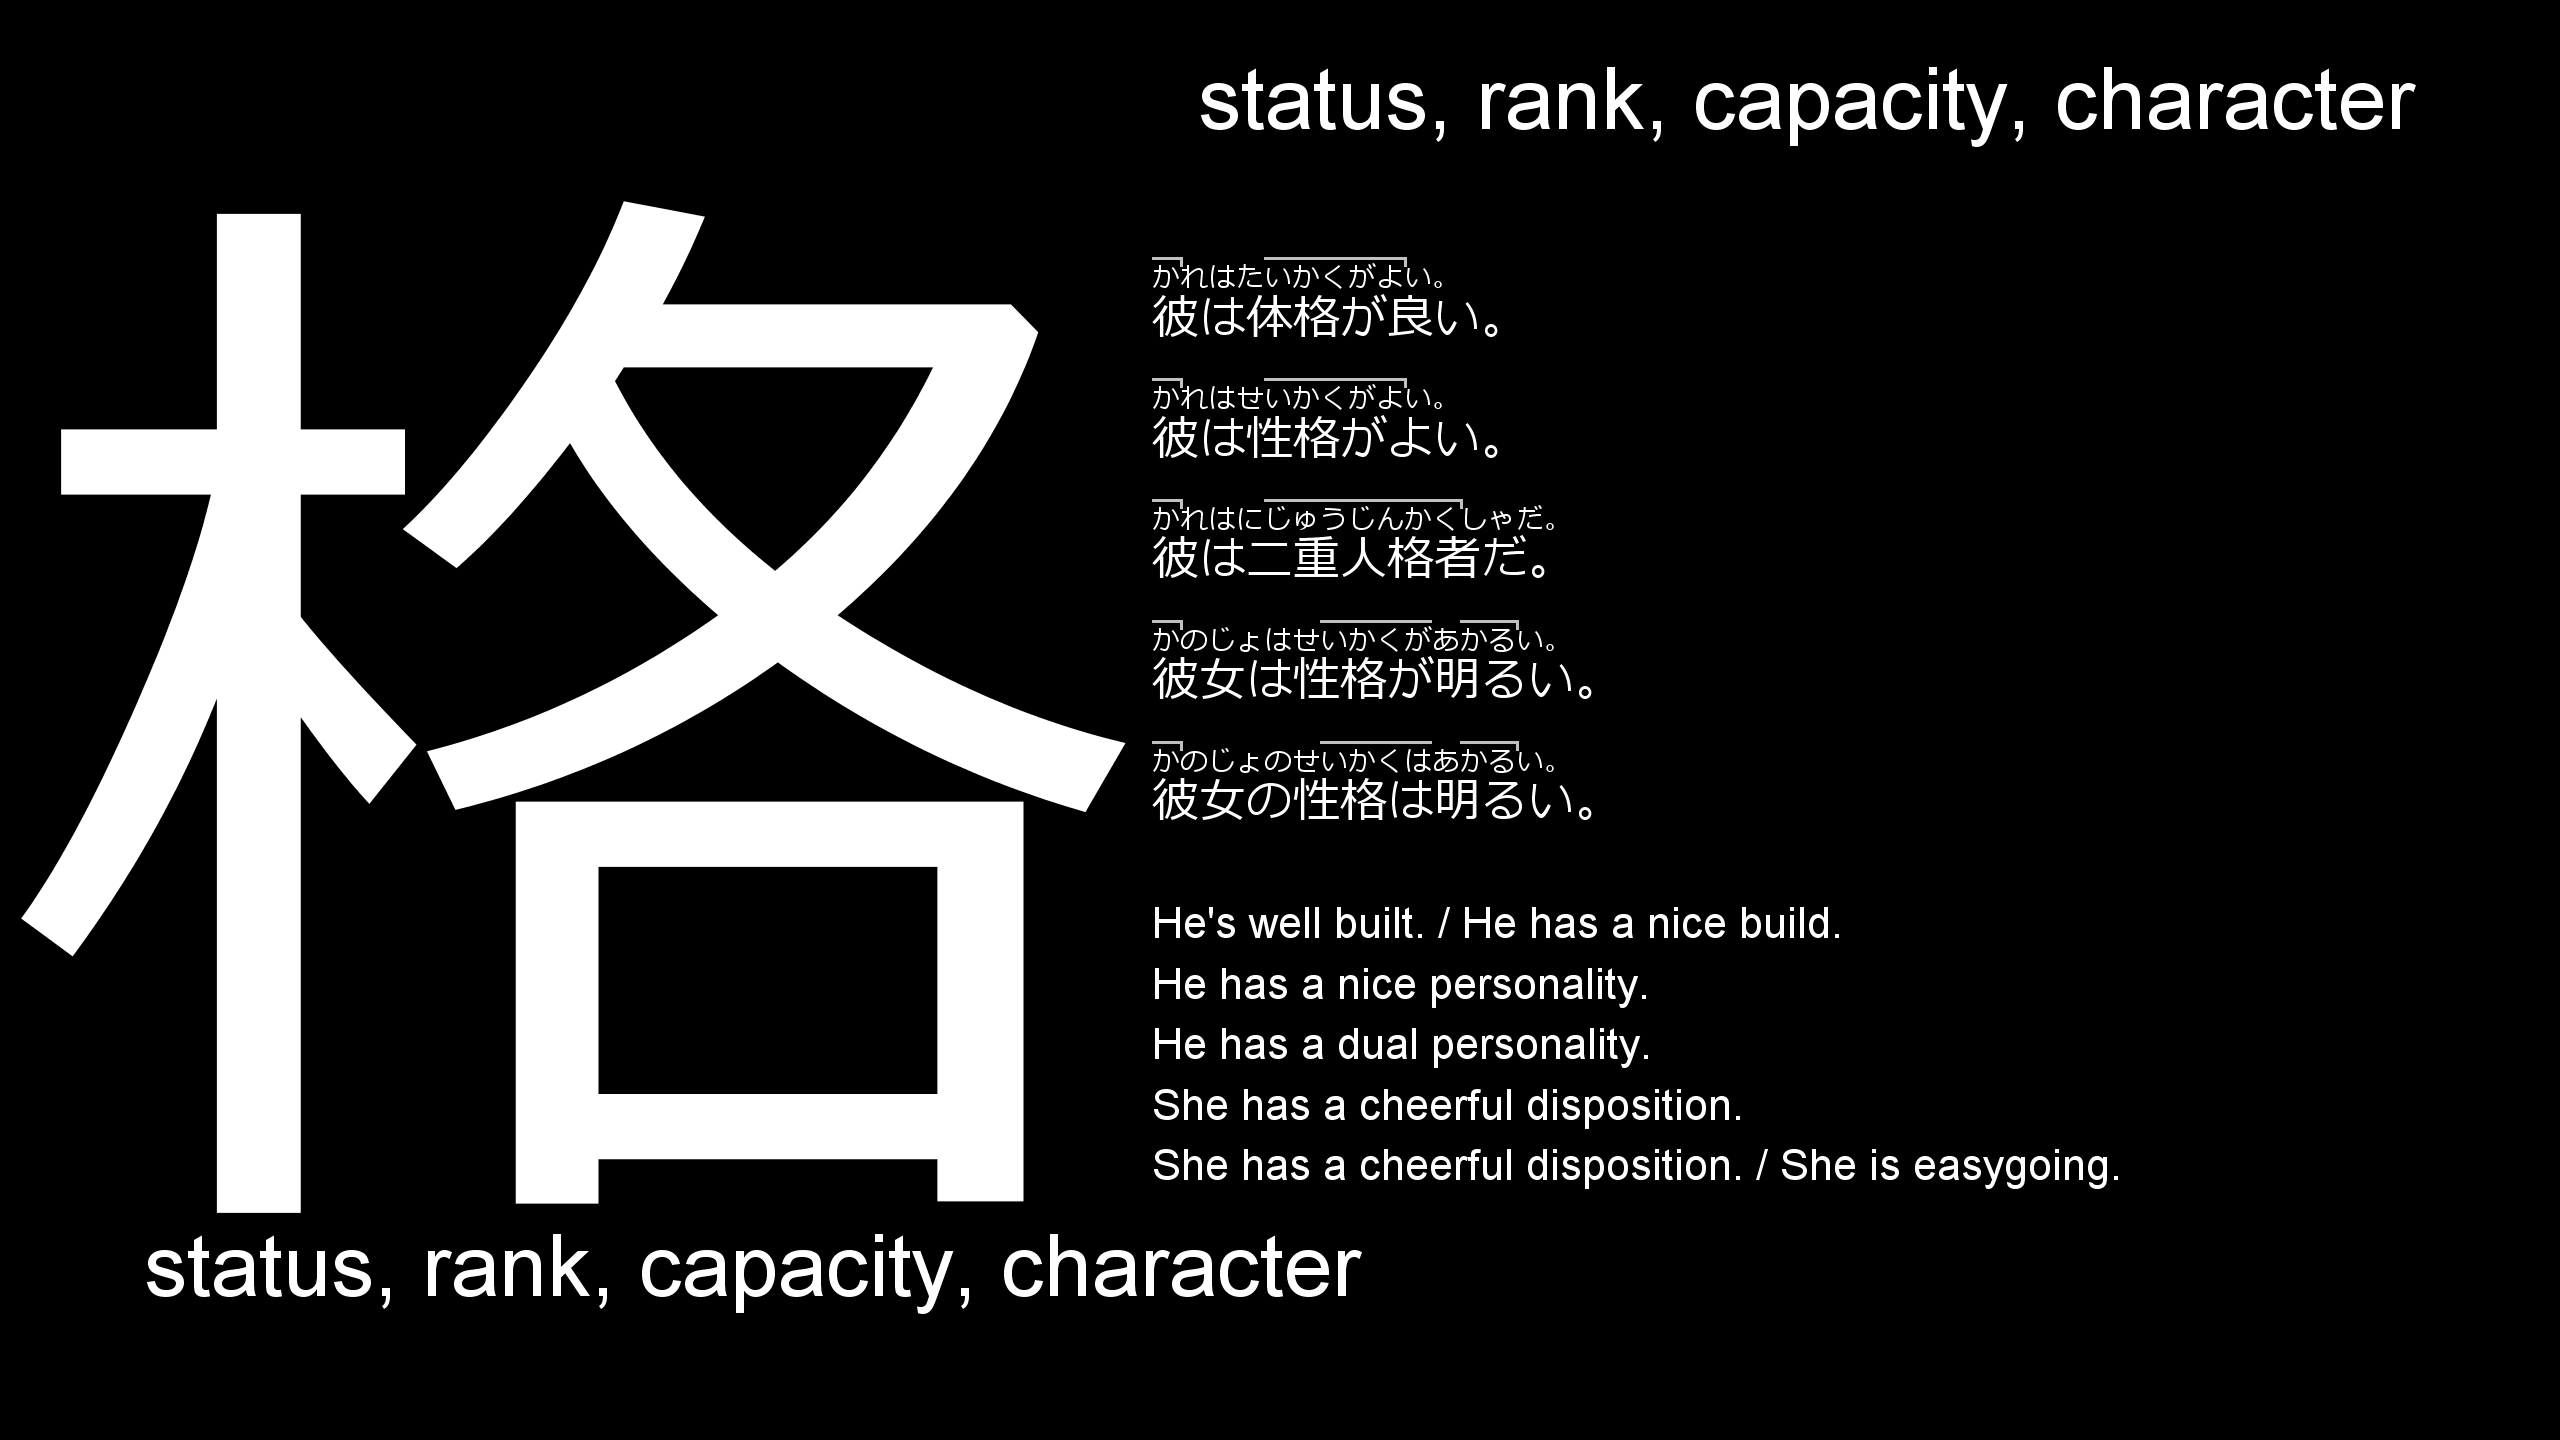 status, rank, capacity, character
格
かれはたいかくがよい。
彼は体格が良い。
かれはせいかくがよい。
彼は性格がよい。
かれはにじゅうじんかくしゃだ。
彼は二重人格者だ。
かのじょはせいかくがあかるい。
彼女は性格が明るい。
かのじょのせいかくはあかるい。
彼女の性格は明るい。
He's well built. / He has a nice build.
He has a nice personality.
He has a dual personality.
She has a cheerful disposition.
She has a cheerful disposition. / She is easygoing.
status, rank, capacity, character